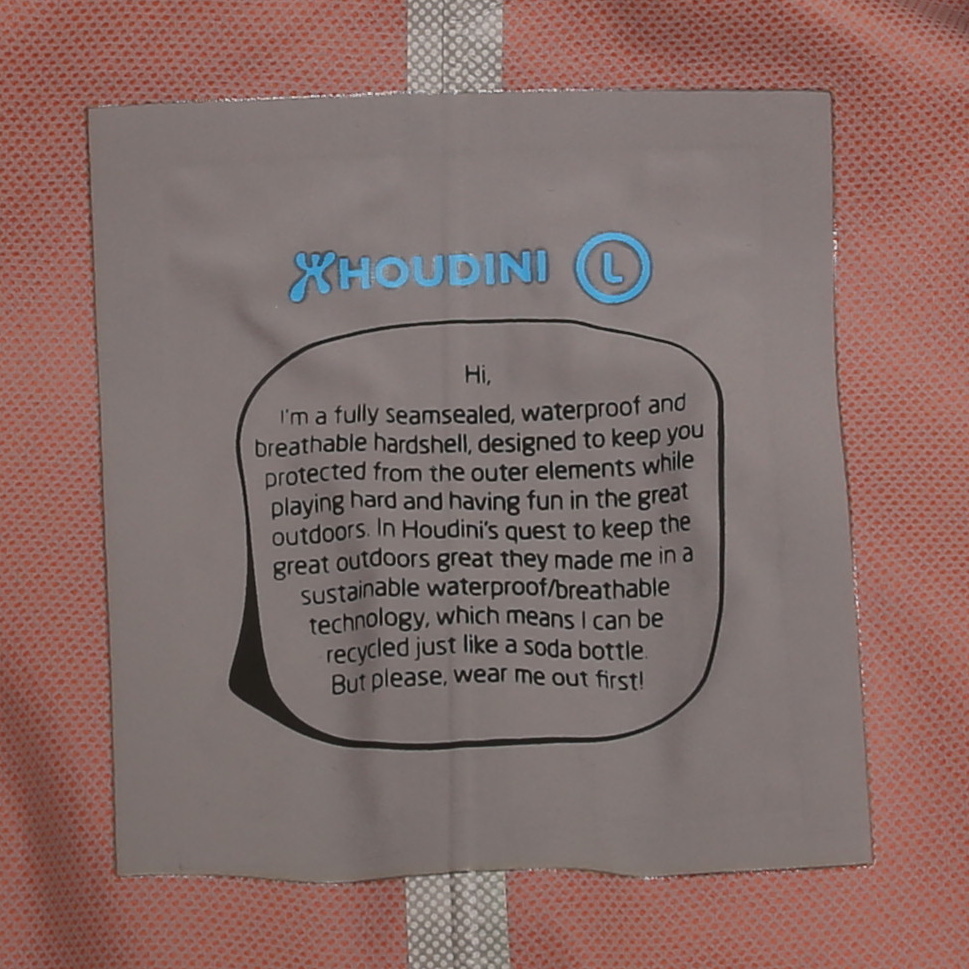 HOUDINI L
Hi,
I'm a fully seamsealed, waterproof and
breathable hardshell, designed to keep you
protected from the outer elements while
playing hard and having fun in the great
outdoors. In Houdini's quest to keep the
great outdoors great they made me in a
sustainable waterproof/breathable
technology, which means I can be
recycled just like a soda bottle.
But please, wear me out first!